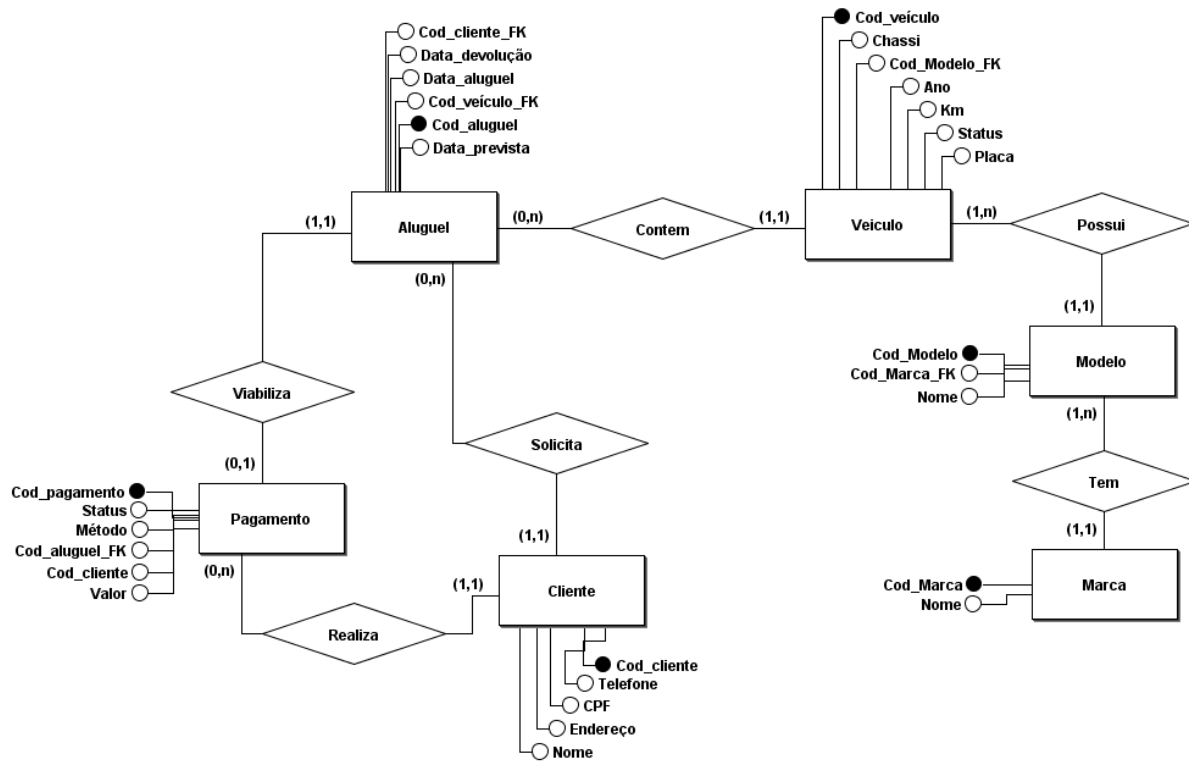 Cod_cliente_FK
Data_devolução
Data_aluguel
Cod_veículo_FK
Cod_aluguel
Data_prevista
Cod_veículo
Chassi
Cod_Modelo_FK
Ano
Km
Status
Placa
(1,1)
Aluguel
(0,n)
Contem
(1,1)
Veiculo
(1,n)
Possui
(0,n)
(1,1)
Cod_Modelo
Cod_Marca_FK
Nome
Modelo
(1,n)
Viabiliza
Solicita
Tem
(0,1)
Cod_pagamento
Status
Método
Cod_aluguel_FK
Cod_cliente
Valor
Pagamento
(0,n)
(1,1)
(1,1)
Cliente
Realiza
(1,1)
Cod_Marca
Nome
Marca
Cod_cliente
Telefone
CPF
Endereço
Nome